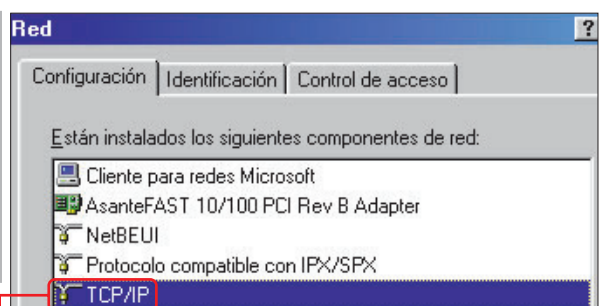 Red ?
Configuración Identificación Control de acceso
Están instalados los siguientes componentes de red:
Cliente para redes Microsoft
AsanteFAST 10/100 PCI Rev B Adapter
NetBEUI
Protocolo compatible con IPX/SPX
TCP/IP